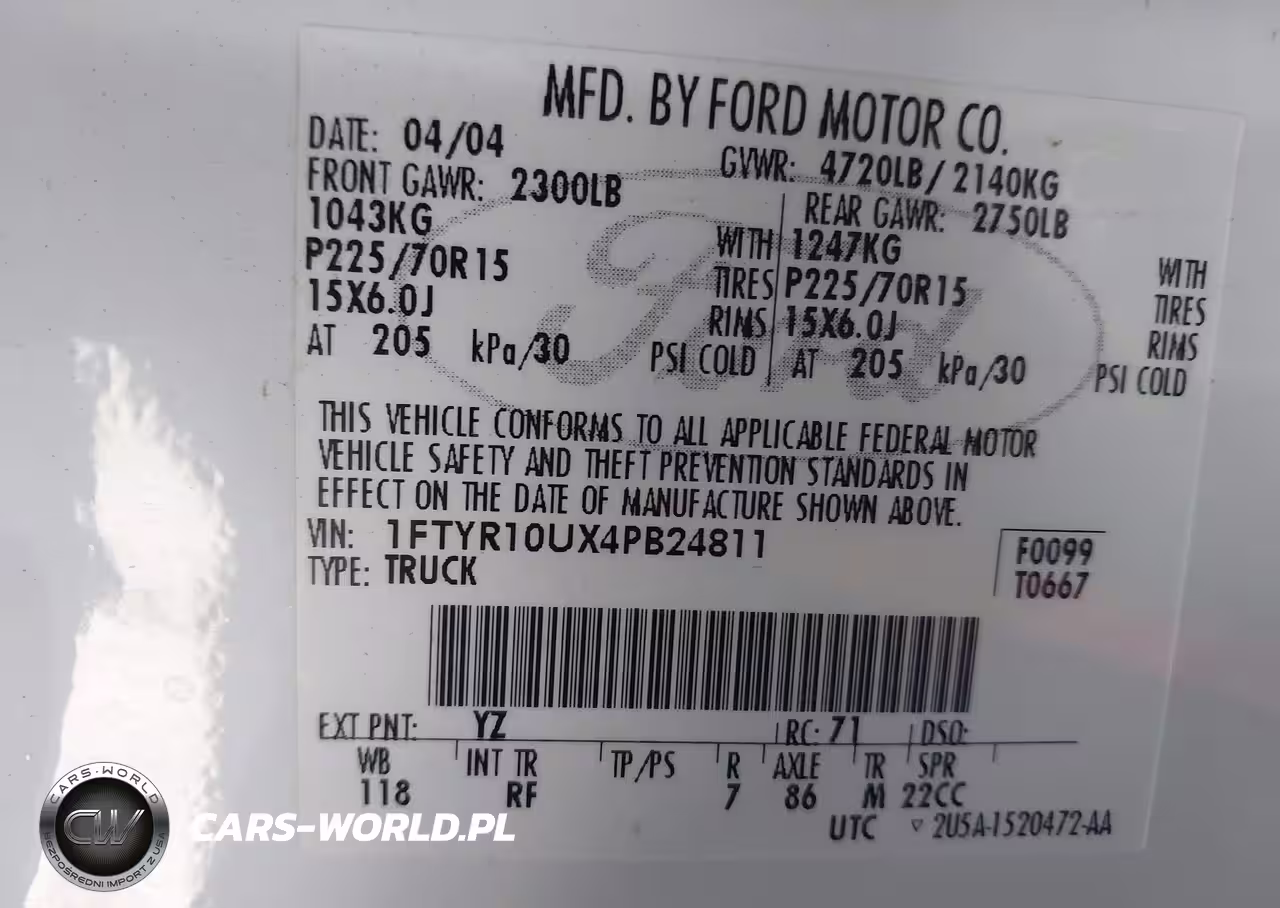 MFD. BY FORD MOTOR CO.
DATE: 04/04
GVWR: 4720LB / 2140KG
FRONT GAWR: 2300LB
REAR GAWR: 2750LB
1043KG WITH
1247KG WITH
P225/70R15 TIRES
P225/70R15 TIRES
15X6.0J RIMS
15X6.0J RIMS
AT 205 kPa/30 PSI COLD
AT 205 kPa/30 PSI COLD
Ford
THIS VEHICLE CONFORMS TO ALL APPLICABLE FEDERAL MOTOR
VEHICLE SAFETY AND THEFT PREVENTION STANDARDS IN
EFFECT ON THE DATE OF MANUFACTURE SHOWN ABOVE.
VIN: 1FTYR10UX4PB24811
TYPE: TRUCK
F0099
T0667
EXT PNT: YZ RC: 71 DSO:
WB INT TR TP/PS R AXLE TR SPR
118 RF 7 86 M 22CC
UTC ▽ 2U5A-1520472-AA
CARS-WORLD
CW
BEZPOŚREDNI IMPORT Z USA
CARS-WORLD.PL